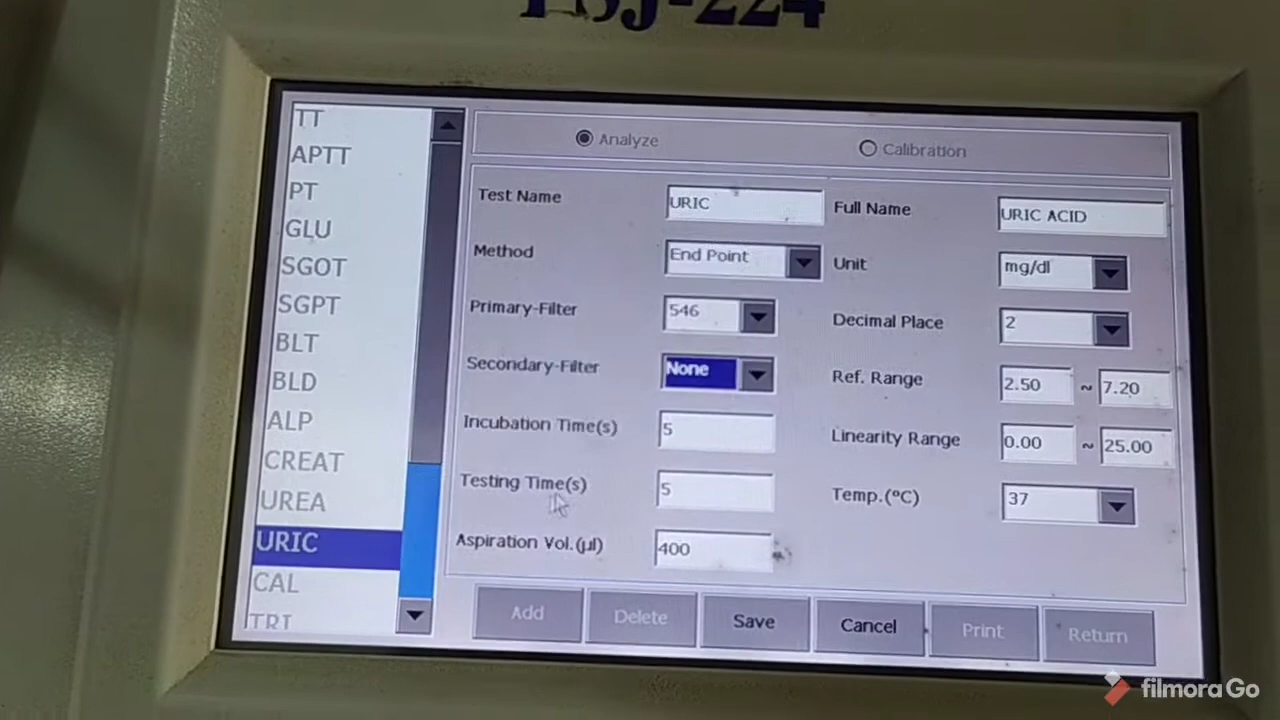 TT
APTT
PT
GLU
SGOT
SGPT
BLT
BLD
ALP
CREAT
UREA
URIC
CAL
TRI
Analyze
Calibration
Test Name
URIC
Full Name
URIC ACID
Method
End Point
Unit
mg/dl
Primary-Filter
546
Decimal Place
2
Secondary-Filter
None
Ref. Range
2.50 ~ 7.20
Incubation Time(s)
5
Linearity Range
0.00 ~ 25.00
Testing Time(s)
5
Temp.(ºC)
37
Aspiration Vol.(µl)
400
Add
Delete
Save
Cancel
Print
Return
filmoraGo